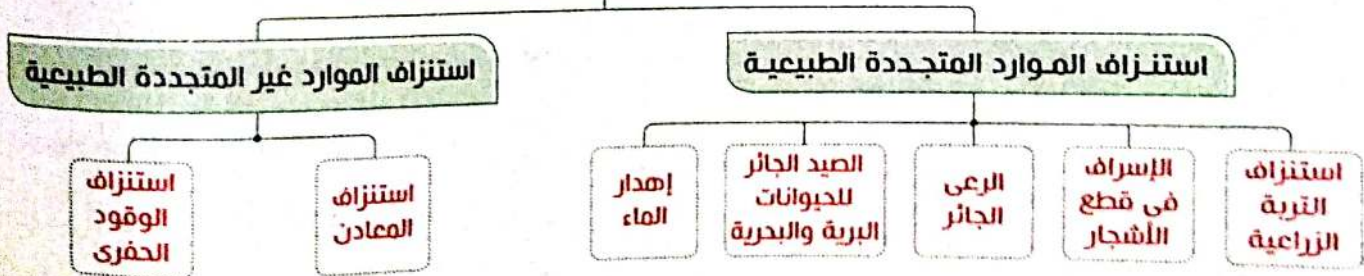 استنزاف الموارد المتجددة الطبيعية
استنزاف الموارد غير المتجددة الطبيعية
استنزاف
التربة
الزراعية
الإسراف
فى قطع
الأشجار
الرعى
الجائر
الصيد الجائر
للحيوانات
البرية والبحرية
إهدار
الماء
استنزاف
المعادن
استنزاف
الوقود
الحفرى